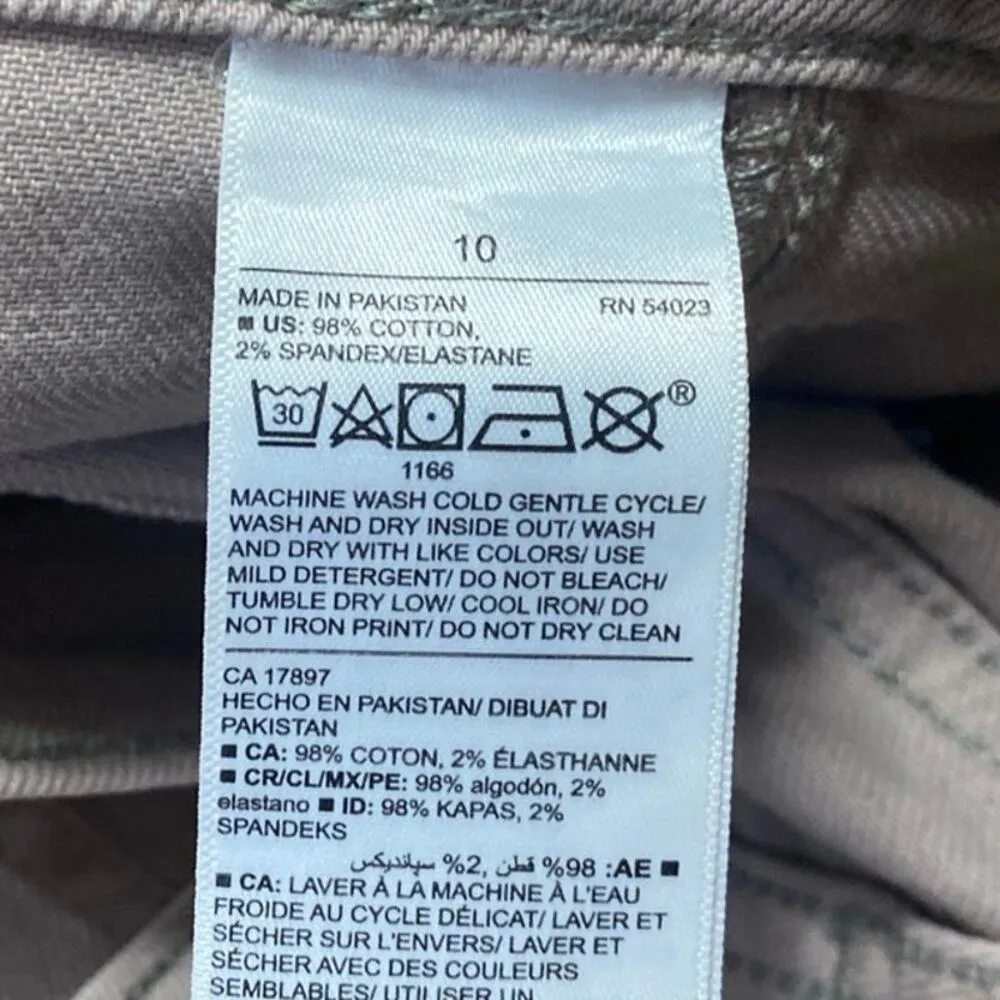 10
MADE IN PAKISTAN RN 54023
■ US: 98% COTTON,
2% SPANDEX/ELASTANE
30 ®
1166
MACHINE WASH COLD GENTLE CYCLE/
WASH AND DRY INSIDE OUT/ WASH
AND DRY WITH LIKE COLORS/ USE
MILD DETERGENT/ DO NOT BLEACH/
TUMBLE DRY LOW/ COOL IRON/ DO
NOT IRON PRINT/ DO NOT DRY CLEAN
CA 17897
HECHO EN PAKISTAN/ DIBUAT DI
PAKISTAN
■ CA: 98% COTON, 2% ÉLASTHANNE
■ CR/CL/MX/PE: 98% algodón, 2%
elastano ■ ID: 98% KAPAS, 2%
SPANDEKS
■ AE: 98% قطن, 2% سپانديكس
■ CA: LAVER À LA MACHINE À L'EAU
FROIDE AU CYCLE DÉLICAT/ LAVER ET
SÉCHER SUR L'ENVERS/ LAVER ET
SÉCHER AVEC DES COULEURS
SEMBLABLES/ UTILISER UN